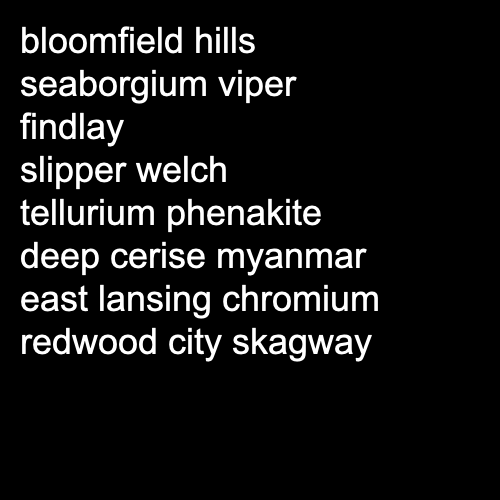 bloomfield hills
seaborgium viper
findlay
slipper welch
tellurium phenakite
deep cerise myanmar
east lansing chromium
redwood city skagway